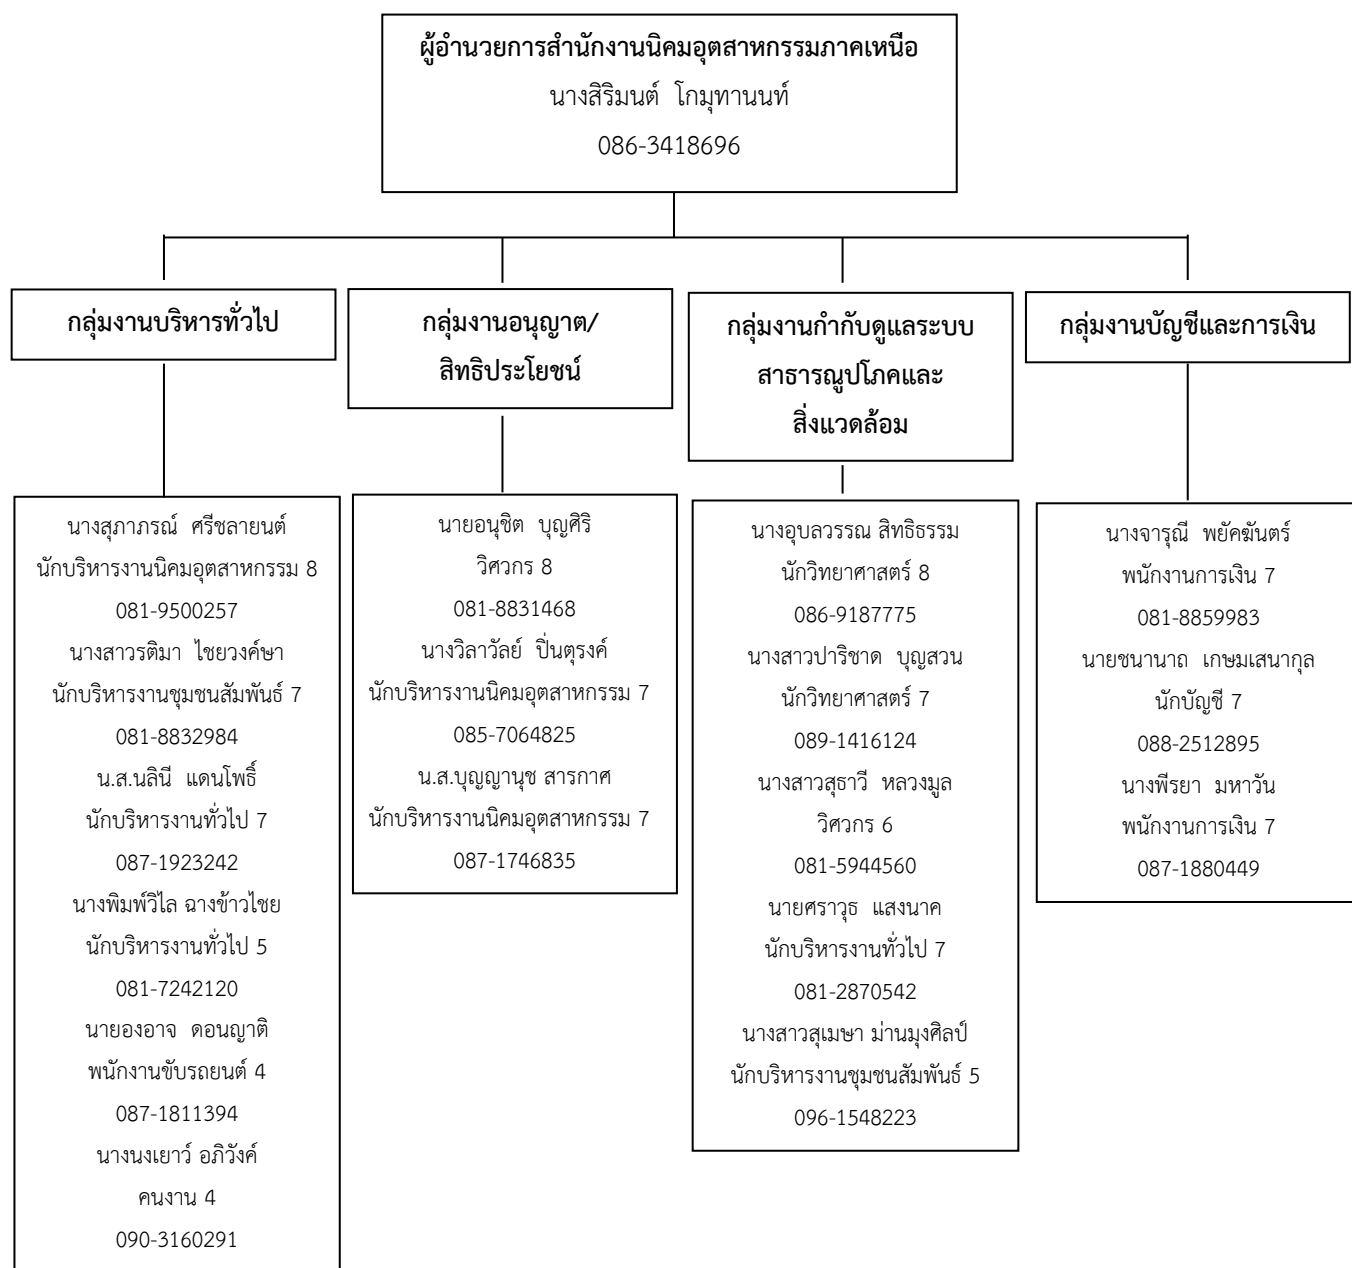 ผู้อำนวยการสำนักงานนิคมอุตสาหกรรมภาคเหนือ
นางสิริมนต์ โกมุทานนท์
086-3418696
กลุ่มงานบริหารทั่วไป
นางสุภาภรณ์ ศรีชลายนต์
นักบริหารงานนิคมอุตสาหกรรม 8
081-9500257
นางสาวรติมา ไชยวงค์ษา
นักบริหารงานชุมชนสัมพันธ์ 7
081-8832984
น.ส.นลินี แดนโพธิ์
นักบริหารงานทั่วไป 7
087-1923242
นางพิมพ์วิไล ฉางข้าวไชย
นักบริหารงานทั่วไป 5
081-7242120
นายองอาจ ดอนญาติ
พนักงานขับรถยนต์ 4
087-1811394
นางนงเยาว์ อภิวังค์
คนงาน 4
090-3160291
กลุ่มงานอนุญาต/
สิทธิประโยชน์
นายอนุชิต บุญศิริ
วิศวกร 8
081-8831468
นางวิลาวัลย์ ปิ่นตุรงค์
นักบริหารงานนิคมอุตสาหกรรม 7
085-7064825
น.ส.บุญญานุช สารกาศ
นักบริหารงานนิคมอุตสาหกรรม 7
087-1746835
กลุ่มงานกำกับดูแลระบบ
สาธารณูปโภคและ
สิ่งแวดล้อม
นางอุบลวรรณ สิทธิธรรม
นักวิทยาศาสตร์ 8
086-9187775
นางสาวปาริชาด บุญสวน
นักวิทยาศาสตร์ 7
089-1416124
นางสาวสุธาวี หลวงมูล
วิศวกร 6
081-5944560
นายศราวุธ แสงนาค
นักบริหารงานทั่วไป 7
081-2870542
นางสาวสุเมษา ม่านมุงศิลป์
นักบริหารงานชุมชนสัมพันธ์ 5
096-1548223
กลุ่มงานบัญชีและการเงิน
นางจารุณี พยัคฆันตร์
พนักงานการเงิน 7
081-8859983
นายชนานาถ เกษมเสนากุล
นักบัญชี 7
088-2512895
นางพีรยา มหาวัน
พนักงานการเงิน 7
087-1880449